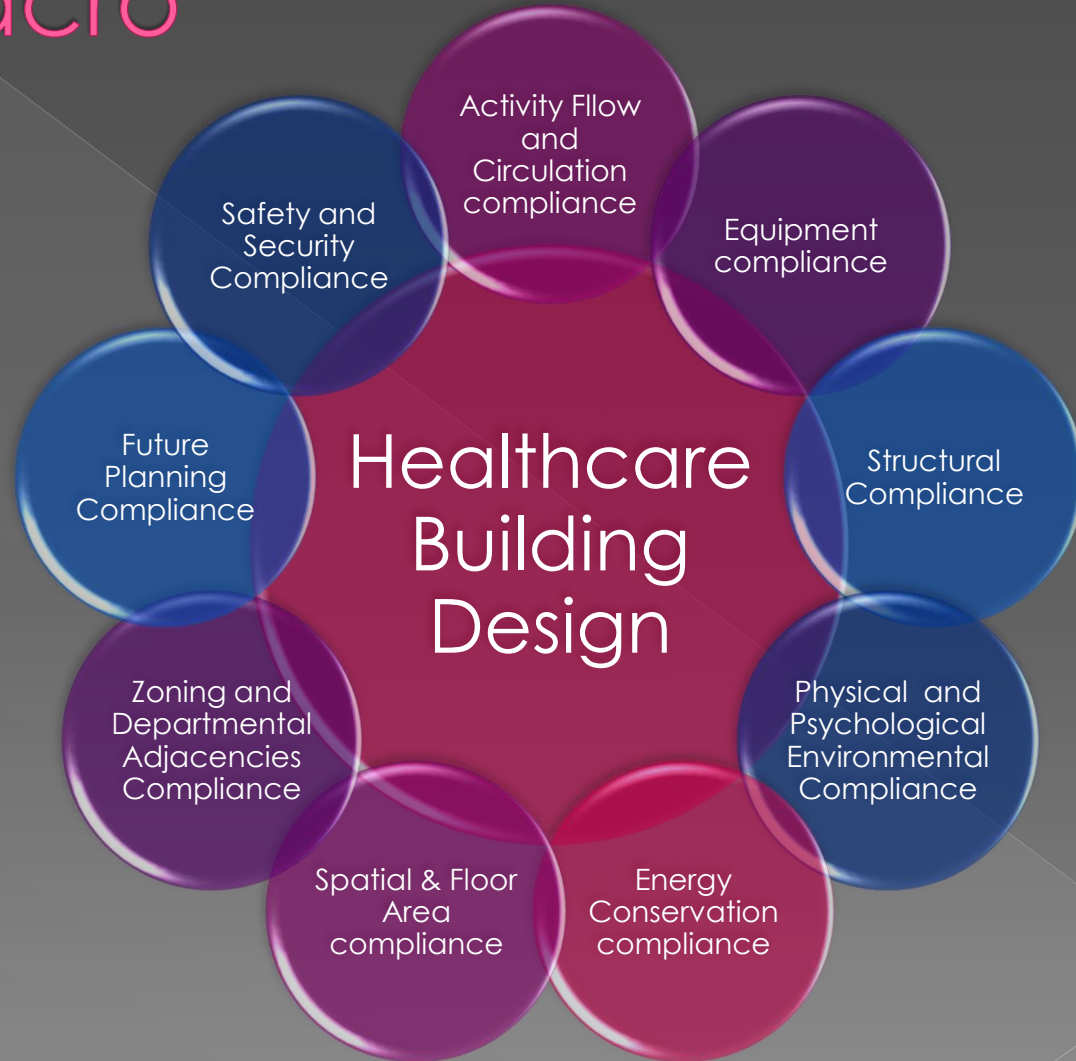 Activity Fllow
and
Circulation
compliance
Equipment
compliance
Structural
Compliance
Physical and
Psychological
Environmental
Compliance
Energy
Conservation
compliance
Spatial & Floor
Area
compliance
Zoning and
Departmental
Adjacencies
Compliance
Future
Planning
Compliance
Safety and
Security
Compliance
Healthcare
Building
Design